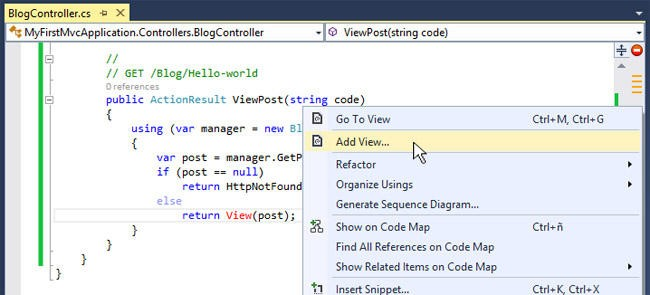 BlogController.cs
MyFirstMvcApplication.Controllers.BlogController ViewPost(string code)
//
// GET /Blog/Hello-world
0 references
public ActionResult ViewPost(string code)
{
using (var manager = new Bl
{
var post = manager.GetP
if (post == null)
return HttpNotFound
else
return View(post);
}
}
}
}
Go To View Ctrl+M, Ctrl+G
Add View...
Refactor
Organize Usings
Generate Sequence Diagram...
Show on Code Map Ctrl+ñ
Find All References on Code Map
Show Related Items on Code Map
Insert Snippet... Ctrl+K, Ctrl+X